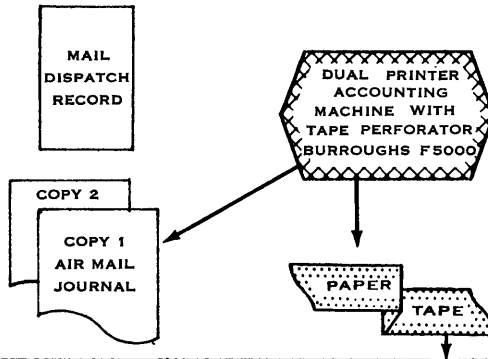 MAIL
DISPATCH
RECORD
DUAL PRINTER
ACCOUNTING
MACHINE WITH
TAPE PERFORATOR
BURROUGHS F5000
COPY 2
COPY 1
AIR MAIL
JOURNAL
PAPER
TAPE